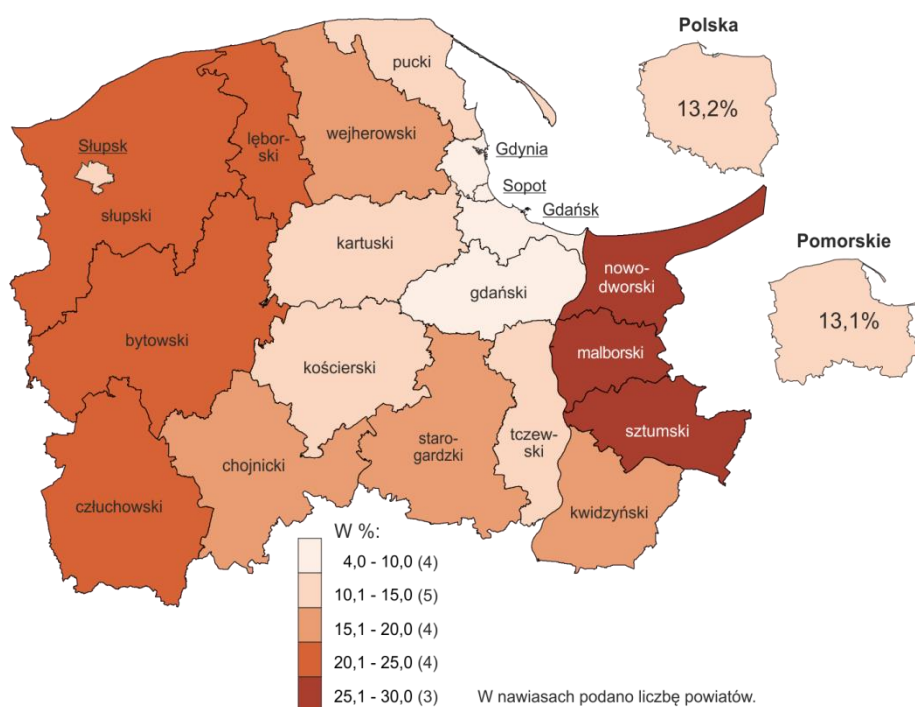 Polska
13,2%
pucki
Słupsk
lębor-
ski
wejherowski
Gdynia
Sopot
Gdańsk
słupski
kartuski
Pomorskie
13,1%
nowo-
dworski
gdański
bytowski
malborski
kościerski
staro-
gardzki
tczew-
ski
sztumski
chojnicki
człuchowski
kwidzyński
W %:
4,0 - 10,0 (4)
10,1 - 15,0 (5)
15,1 - 20,0 (4)
20,1 - 25,0 (4)
25,1 - 30,0 (3)
W nawiasach podano liczbę powiatów.